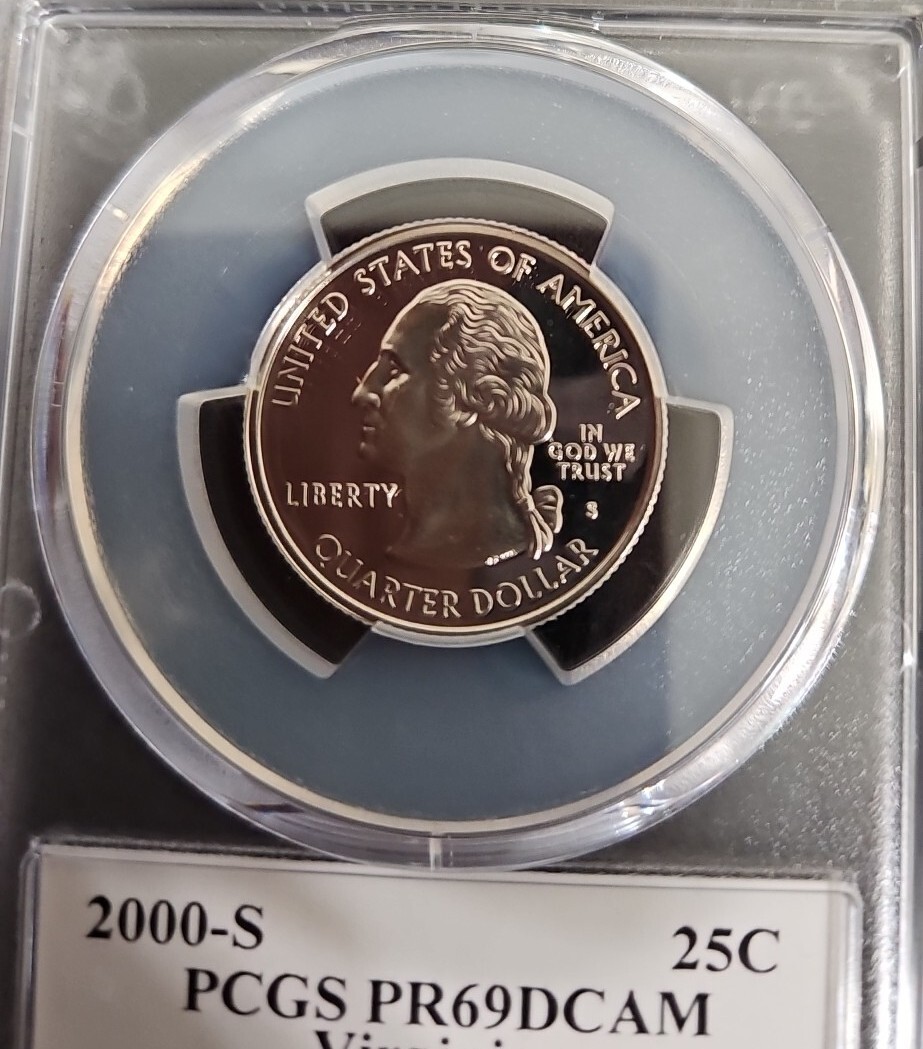 UNITED STATES OF AMERICA
LIBERTY
IN
GOD WE
TRUST
S
QUARTER DOLLAR
2000-S 25C
PCGS PR69DCAM